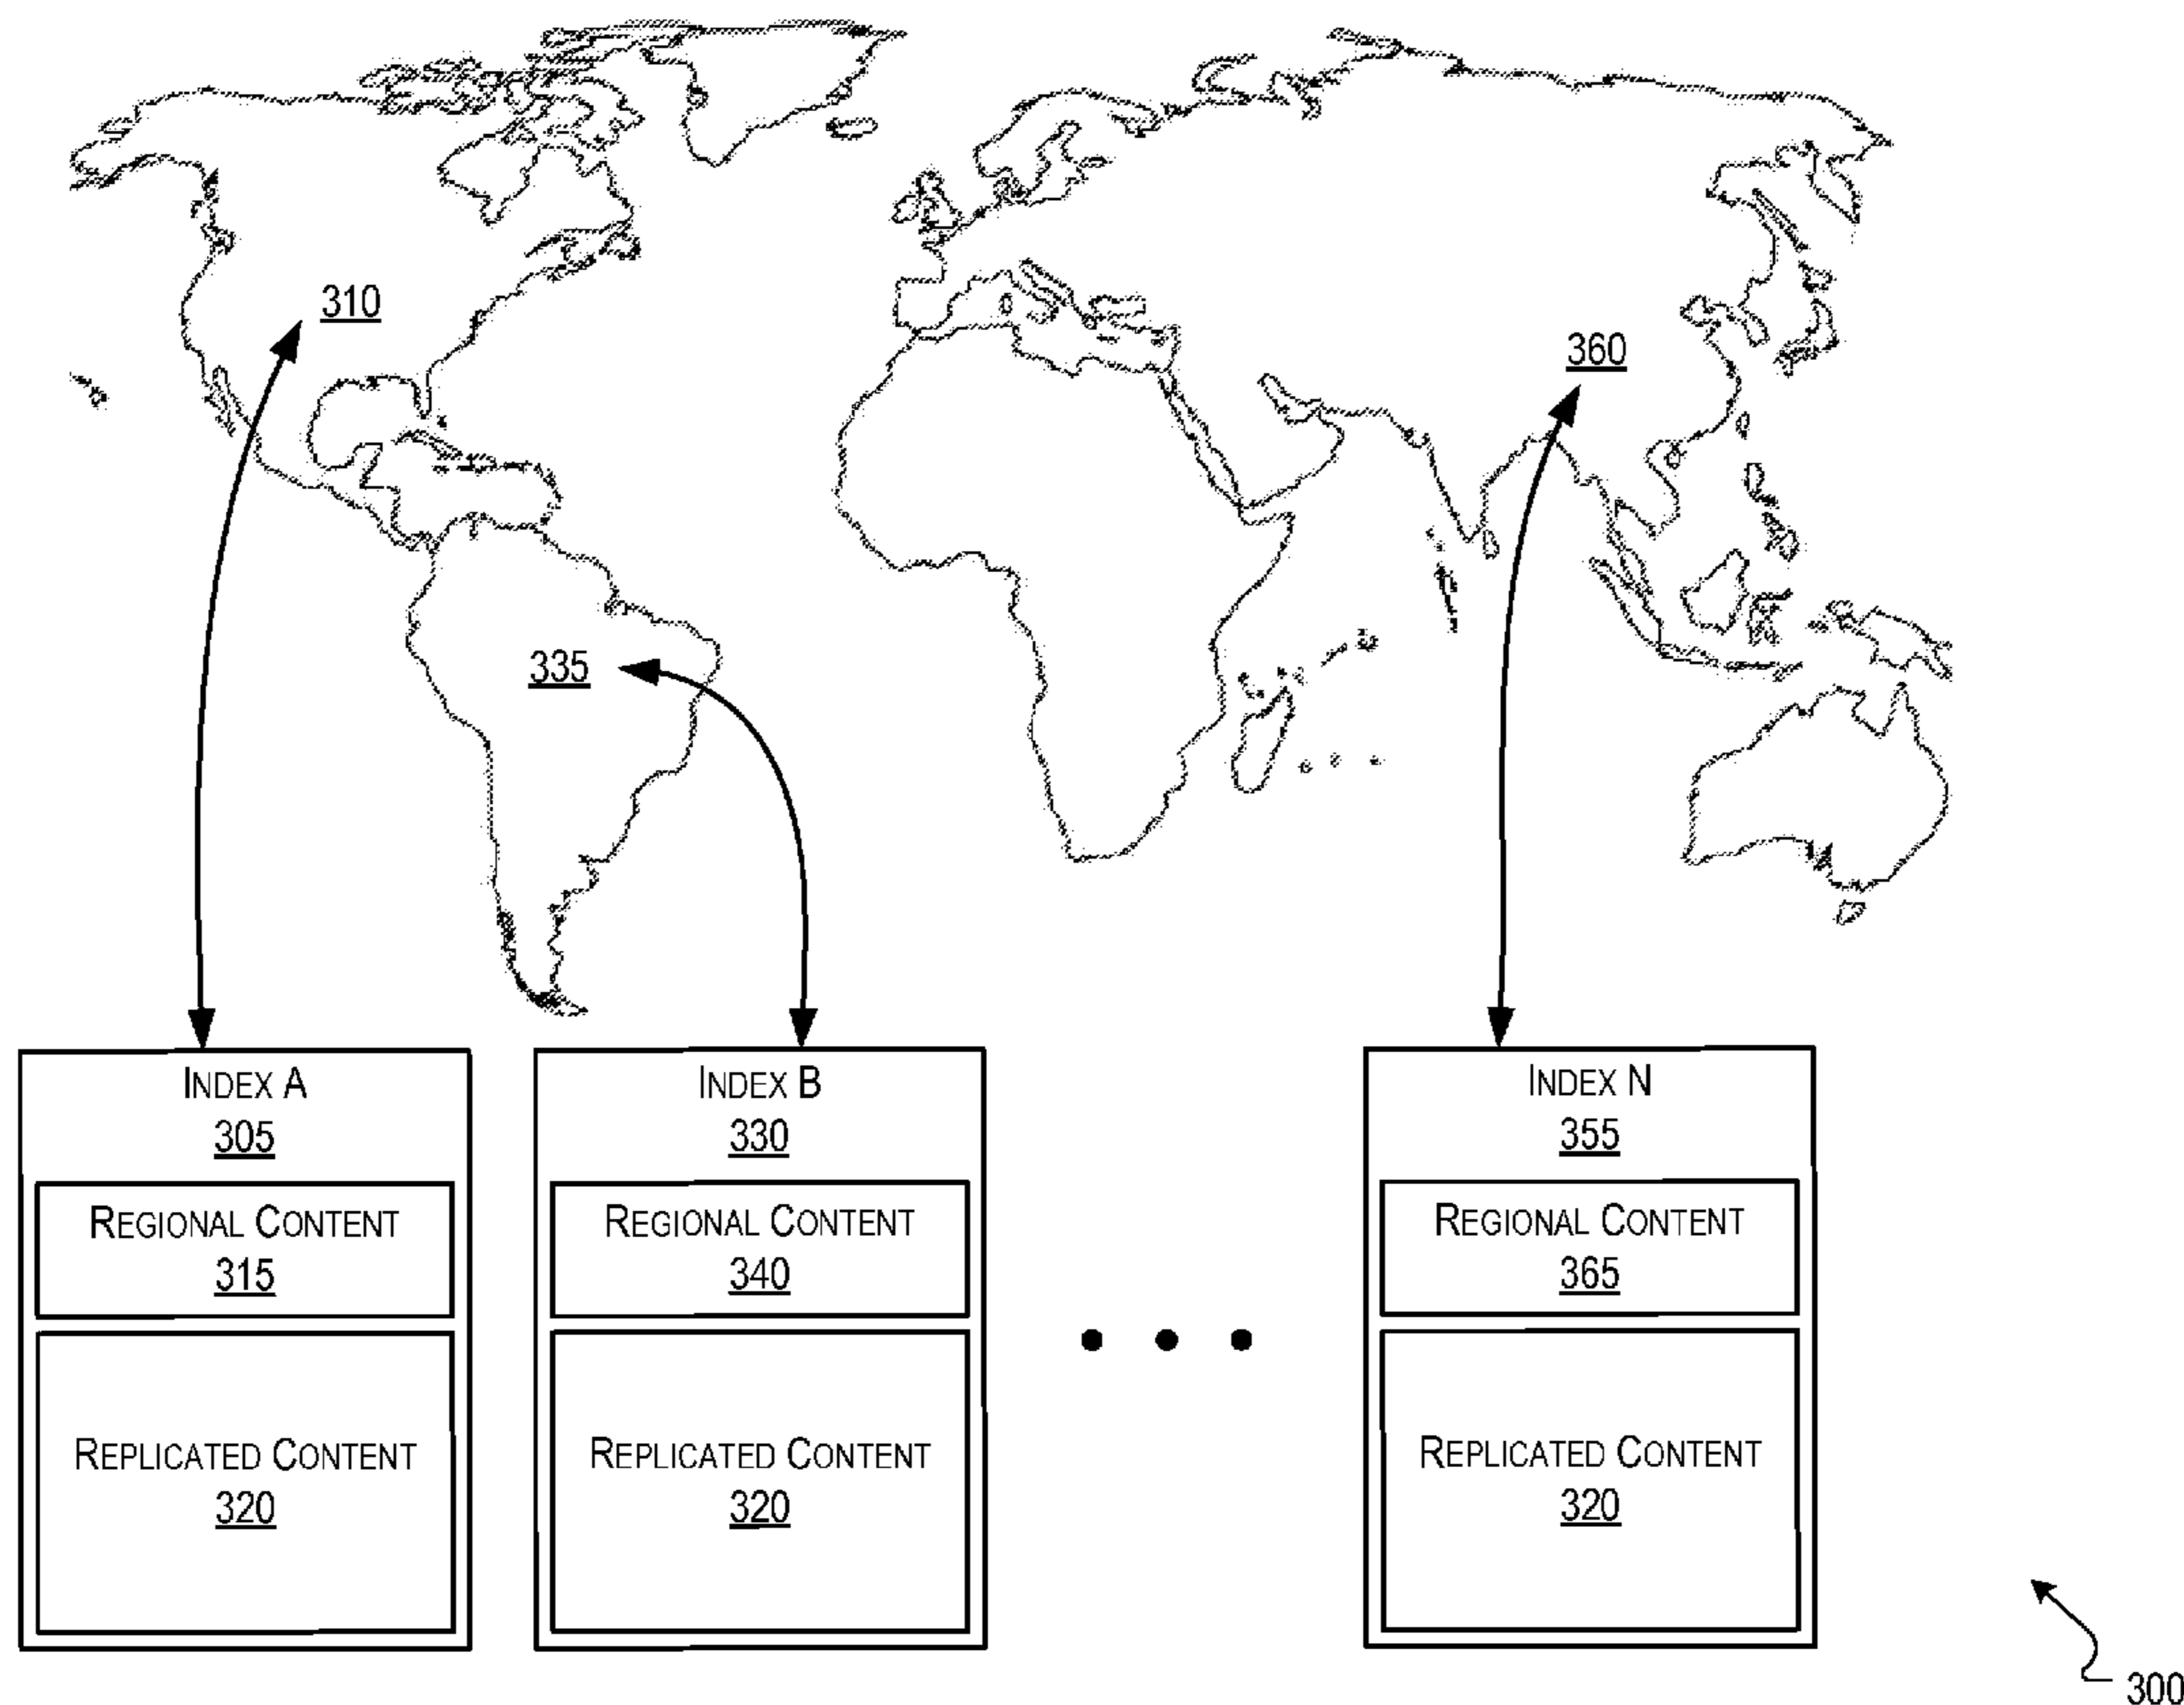 310
360
335
INDEX A
305
REGIONAL CONTENT
315
REPLICATED CONTENT
320
INDEX B
330
REGIONAL CONTENT
340
REPLICATED CONTENT
320
INDEX N
355
REGIONAL CONTENT
365
REPLICATED CONTENT
320
300